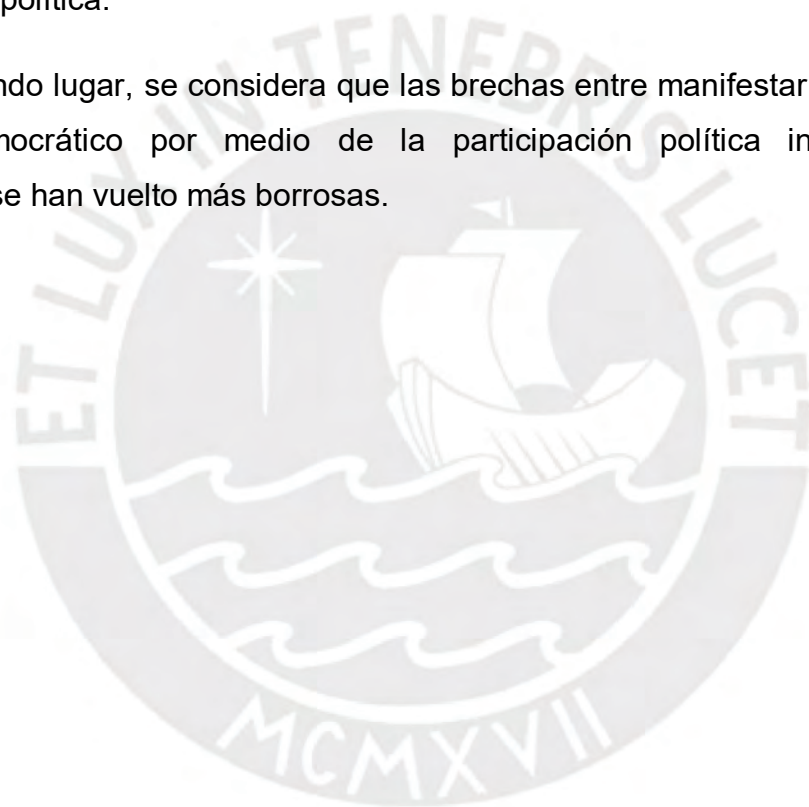 política.
ndo lugar, se considera que las brechas entre manifestar
mocrático por medio de la participación política in
se han vuelto más borrosas.
ET LUX IN TENEBRIS LUCET
MCMXVII